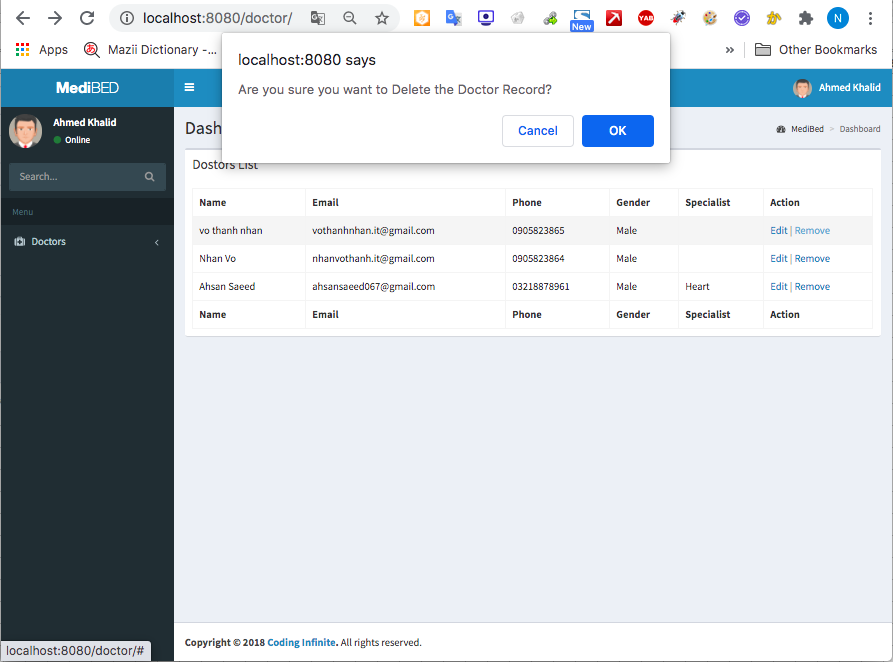 localhost:8080/doctor/
New
YAB
か
N
Apps
Mazii Dictionary -...
»
Other Bookmarks
localhost:8080 says
Are you sure you want to Delete the Doctor Record?
Cancel
OK
MediBED
Ahmed Khalid
Ahmed Khalid
Online
Search...
Menu
Doctors
Dash
MediBed > Dashboard
Dostors List
Name Email Phone Gender Specialist Action
vo thanh nhan vothanhnhan.it@gmail.com 0905823865 Male Edit | Remove
Nhan Vo nhanvothanh.it@gmail.com 0905823864 Male Edit | Remove
Ahsan Saeed ahsansaeed067@gmail.com 03218878961 Male Heart Edit | Remove
Name Email Phone Gender Specialist Action
Copyright © 2018 Coding Infinite. All rights reserved.
localhost:8080/doctor/#